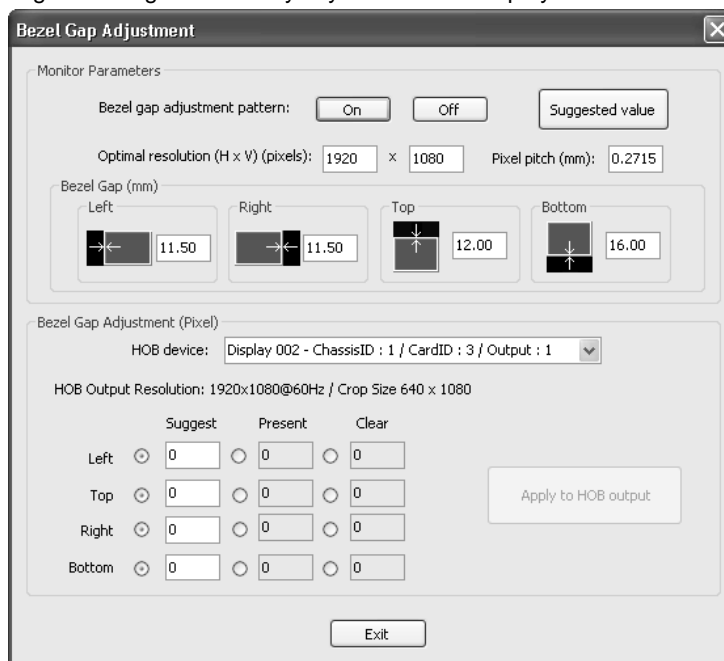 Bezel Gap Adjustment
Monitor Parameters
Bezel gap adjustment pattern: On Off Suggested value
Optimal resolution (H x V) (pixels): 1920 x 1080 Pixel pitch (mm): 0.2715
Bezel Gap (mm)
Left Right Top Bottom
11.50 11.50 12.00 16.00
Bezel Gap Adjustment (Pixel)
HOB device: Display 002 - ChassisID : 1 / CardID : 3 / Output : 1
HOB Output Resolution: 1920x1080@60Hz / Crop Size 640 x 1080
Suggest Present Clear
Left 0 0 0
Top 0 0 0
Apply to HOB output
Right 0 0 0
Bottom 0 0 0
Exit